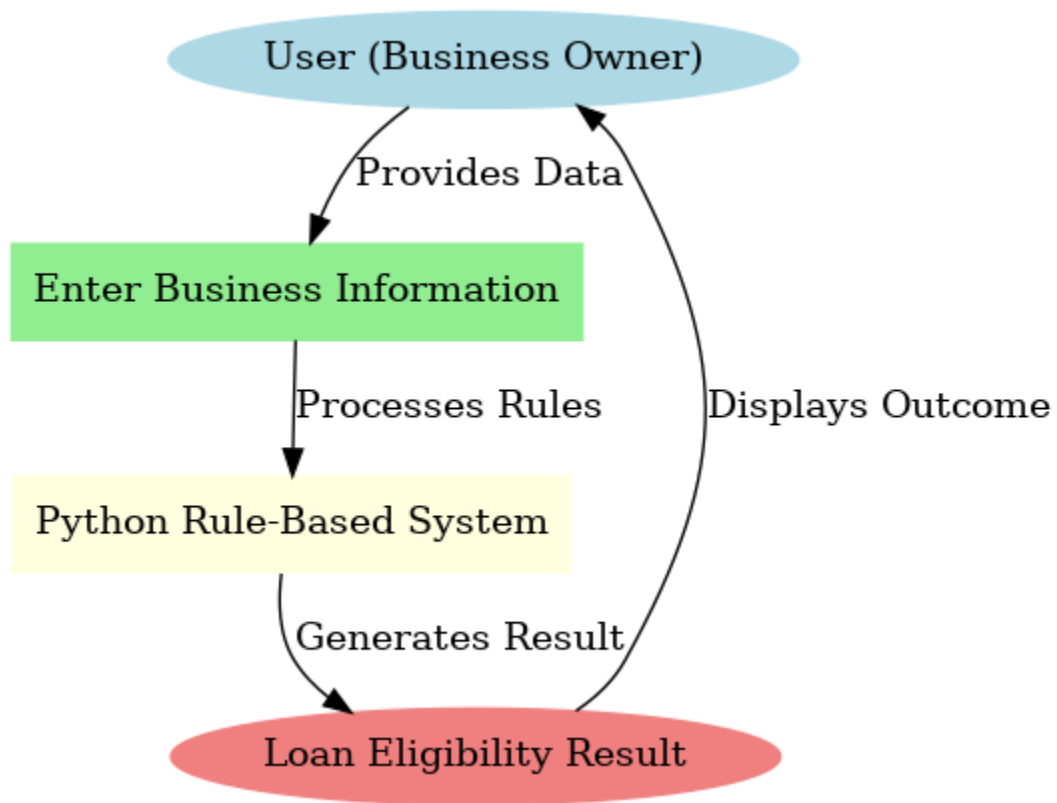 User (Business Owner)
Provides Data
Enter Business Information
Processes Rules
Displays Outcome
Python Rule-Based System
Generates Result
Loan Eligibility Result